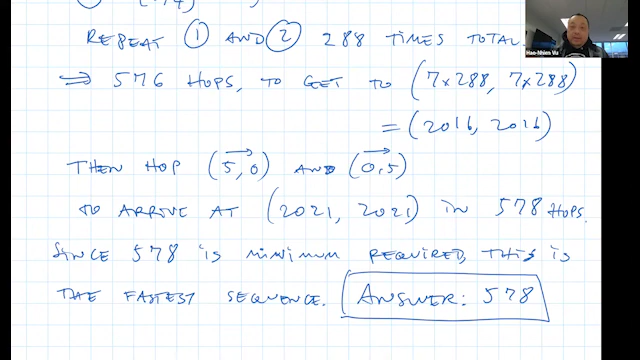 REPEAT ① AND ② 288 TIMES TOTAL
⟹ 576 HOPS, TO GET TO (7×288, 7×288)
= (2016, 2016)
THEN HOP (5,0) AND (0,5)
TO ARRIVE AT (2021, 2021) IN 578 HOPS.
SINCE 578 IS MINIMUM REQUIRED, THIS IS
THE FASTEST SEQUENCE. ANSWER: 578
Hao-Nhien Vu